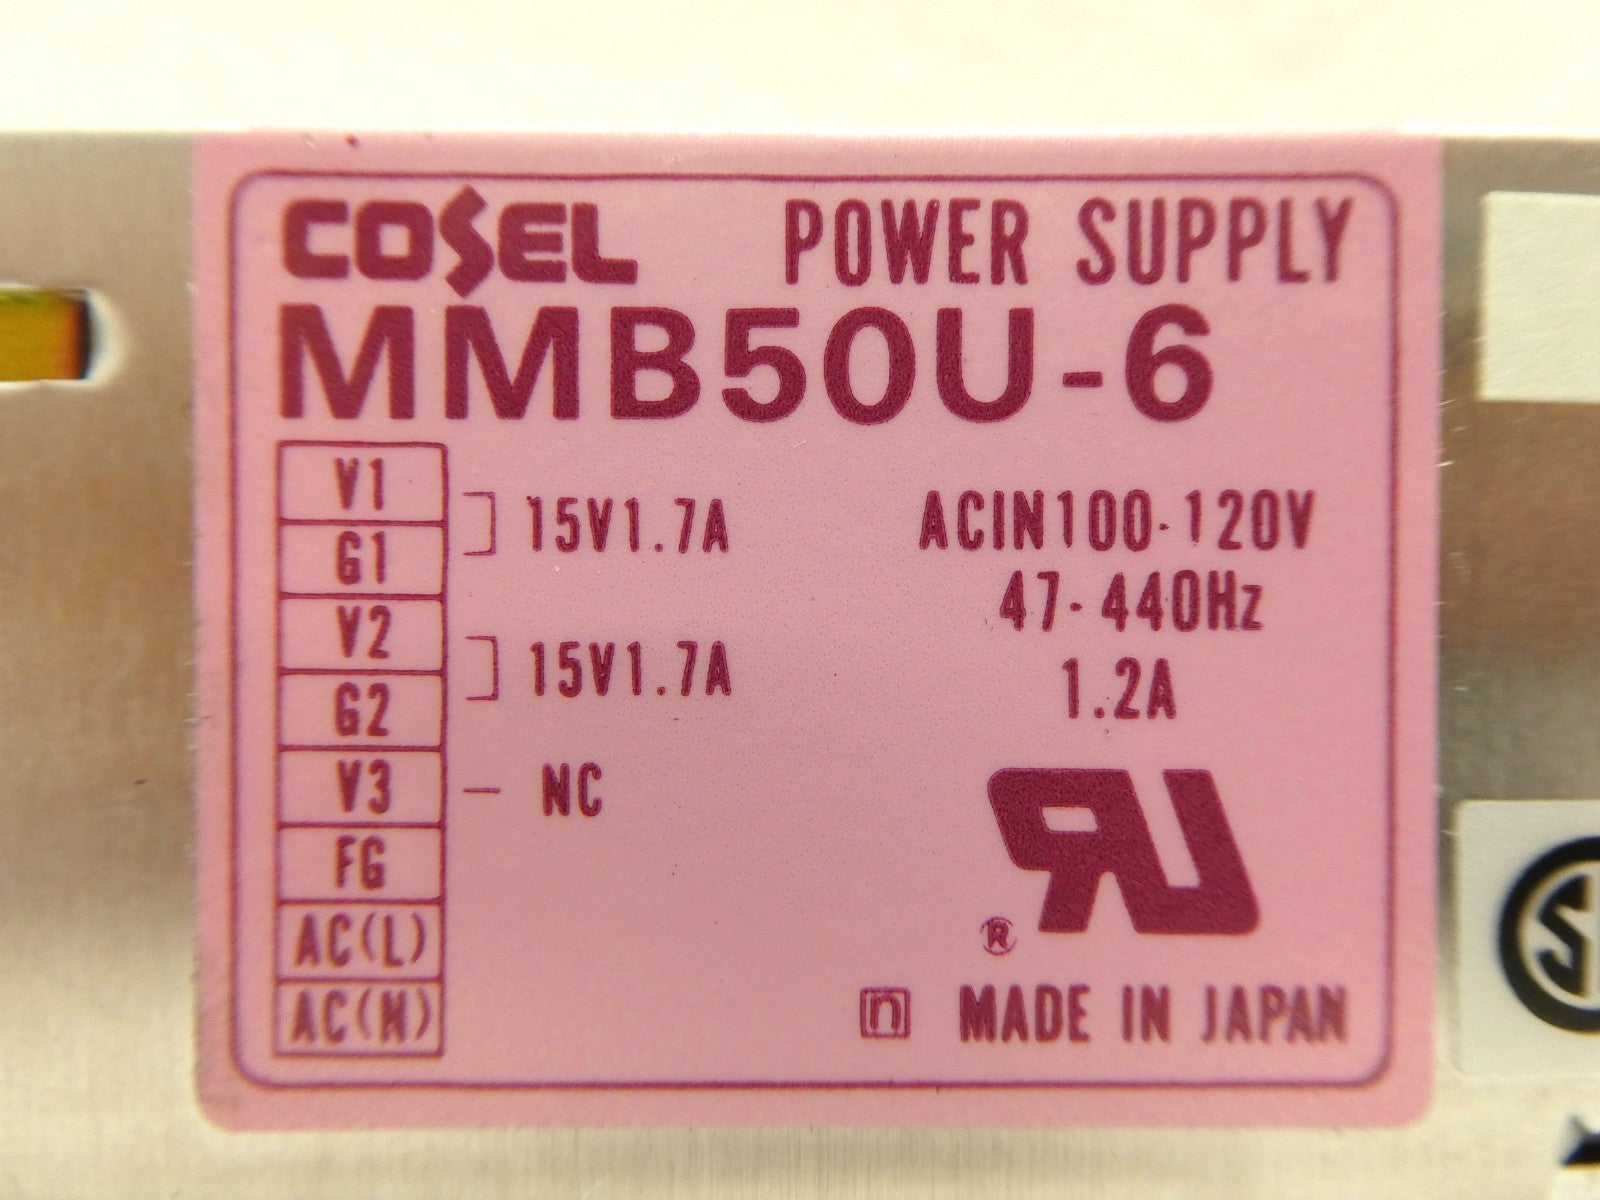 COSEL POWER SUPPLY
MMB50U-6
V1
G1
15V1.7A
V2
G2
15V1.7A
V3 — NC
FG
AC(L)
AC(N)
ACIN100-120V
47-440Hz
1.2A
UR
®
n MADE IN JAPAN